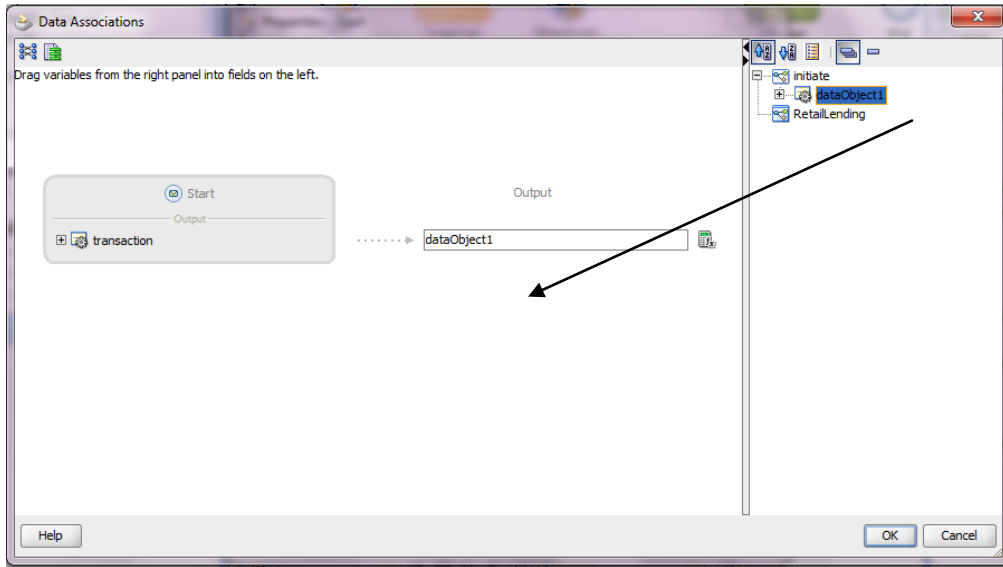 Data Associations
Drag variables from the right panel into fields on the left.
initiate
dataObject1
RetailLending
Start
Output
Output
transaction
dataObject1
Help
OK
Cancel